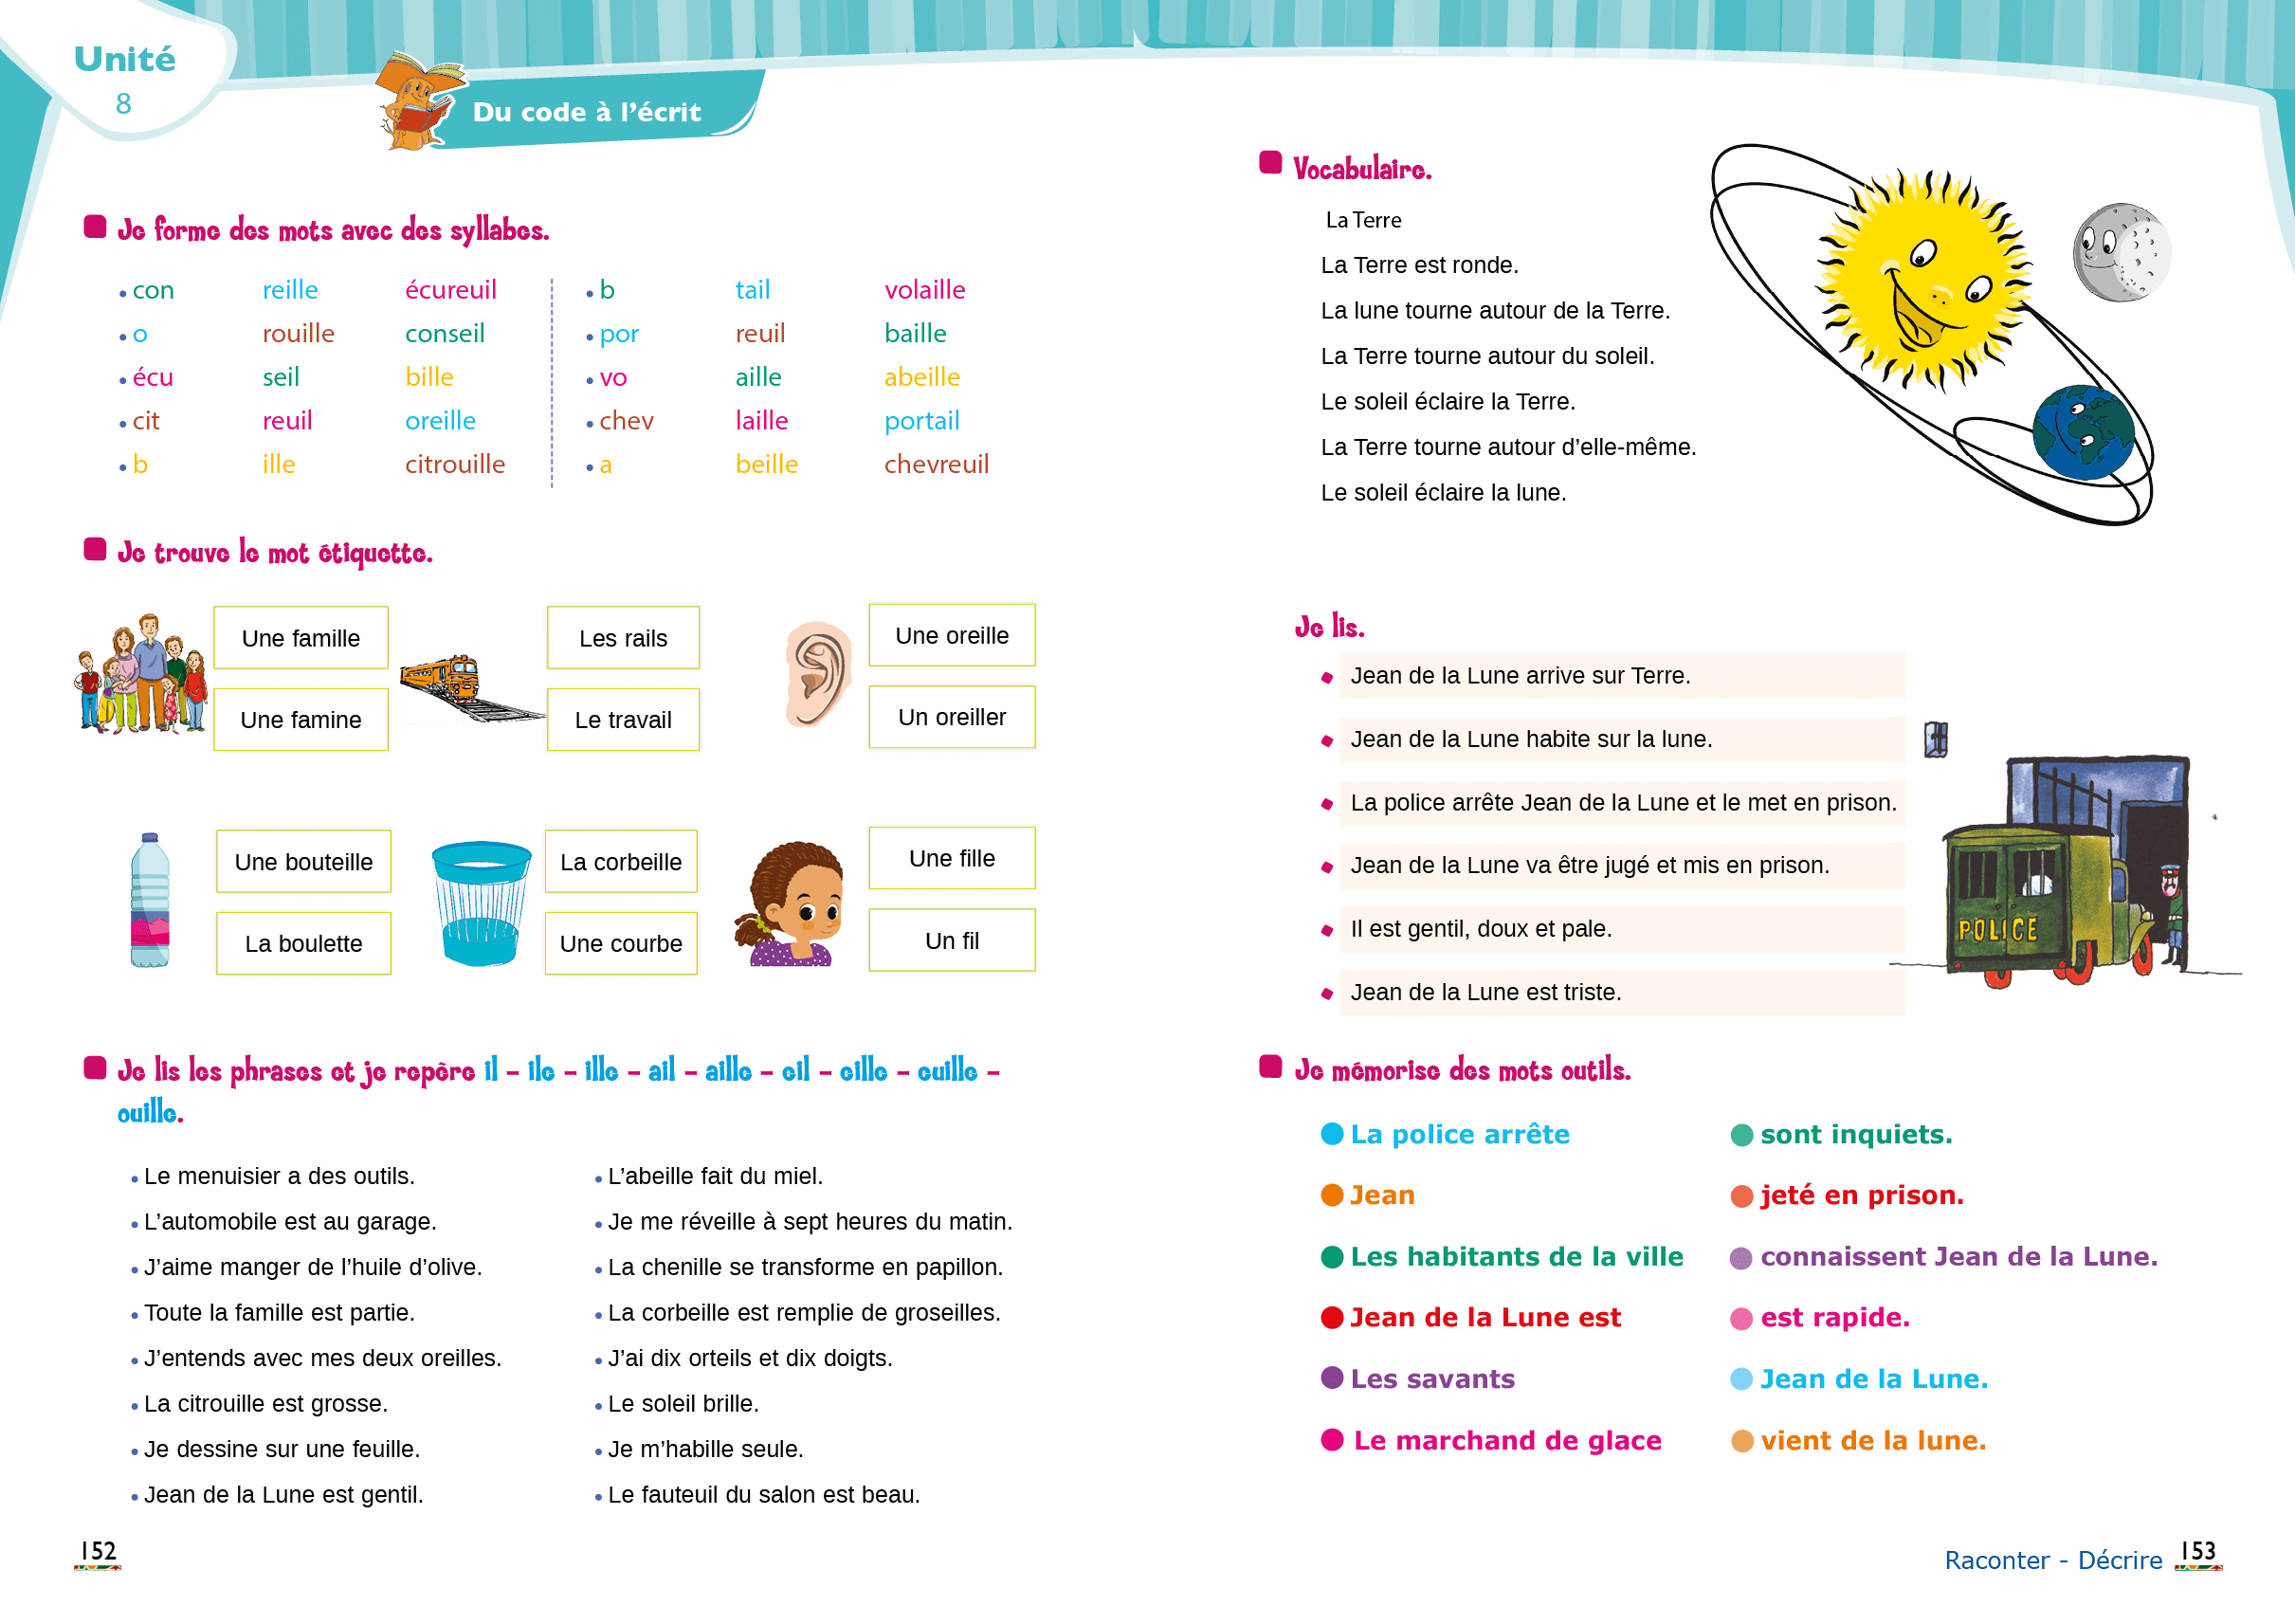 Unité
8
Du code à l’écrit
Je forme des mots avec des syllabes.
• con reille écureuil
• o rouille conseil
• écu seil bille
• cit reuil oreille
• b ille citrouille
• b tail volaille
• por reuil baille
• vo aille abeille
• chev laille portail
• a beille chevreuil
Je trouve le mot étiquette.
Une famille
Une famine
Les rails
Le travail
Une oreille
Un oreiller
Une bouteille
La boulette
La corbeille
Une courbe
Une fille
Un fil
Je lis les phrases et je repère il – ile – ille – ail – aille – eil – eille – euille –
ouille.
• Le menuisier a des outils.
• L’automobile est au garage.
• J’aime manger de l’huile d’olive.
• Toute la famille est partie.
• J’entends avec mes deux oreilles.
• La citrouille est grosse.
• Je dessine sur une feuille.
• Jean de la Lune est gentil.
• L’abeille fait du miel.
• Je me réveille à sept heures du matin.
• La chenille se transforme en papillon.
• La corbeille est remplie de groseilles.
• J’ai dix orteils et dix doigts.
• Le soleil brille.
• Je m’habille seule.
• Le fauteuil du salon est beau.
152
Vocabulaire.
La Terre
La Terre est ronde.
La lune tourne autour de la Terre.
La Terre tourne autour du soleil.
Le soleil éclaire la Terre.
La Terre tourne autour d’elle-même.
Le soleil éclaire la lune.
Je lis.
Jean de la Lune arrive sur Terre.
Jean de la Lune habite sur la lune.
La police arrête Jean de la Lune et le met en prison.
Jean de la Lune va être jugé et mis en prison.
Il est gentil, doux et pale.
Jean de la Lune est triste.
POLICE
Je mémorise des mots outils.
La police arrête sont inquiets.
Jean jeté en prison.
Les habitants de la ville connaissent Jean de la Lune.
Jean de la Lune est est rapide.
Les savants Jean de la Lune.
Le marchand de glace vient de la lune.
Raconter - Décrire 153